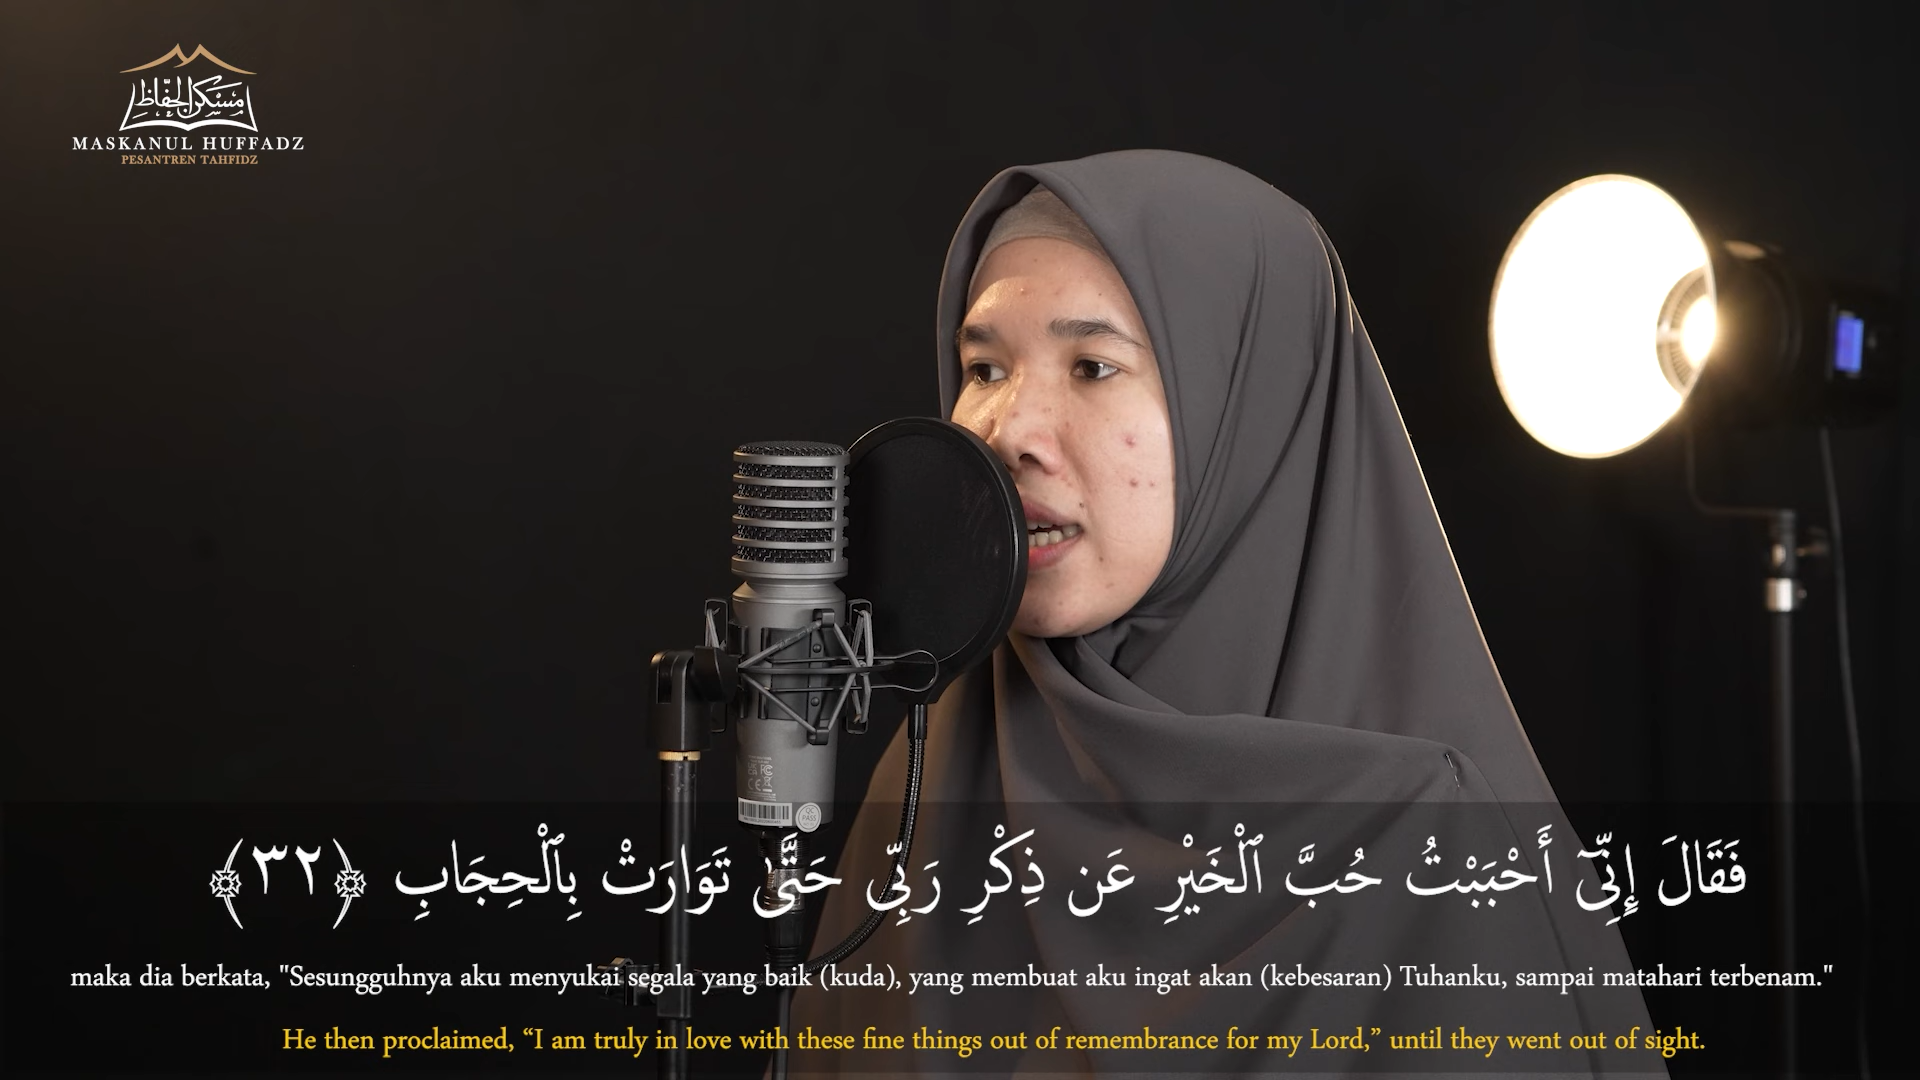 مسكن الحفاظ
MASKANUL HUFFADZ
PESANTREN TAHFIDZ
QC
PASS
فَقَالَ إِنِّىٓ أَحْبَبْتُ حُبَّ ٱلْخَيْرِ عَن ذِكْرِ رَبِّى حَتَّىٰ تَوَارَتْ بِٱلْحِجَابِ ﴿٣٢﴾
maka dia berkata, "Sesungguhnya aku menyukai segala yang baik (kuda), yang membuat aku ingat akan (kebesaran) Tuhanku, sampai matahari terbenam."
He then proclaimed, “I am truly in love with these fine things out of remembrance for my Lord,” until they went out of sight.